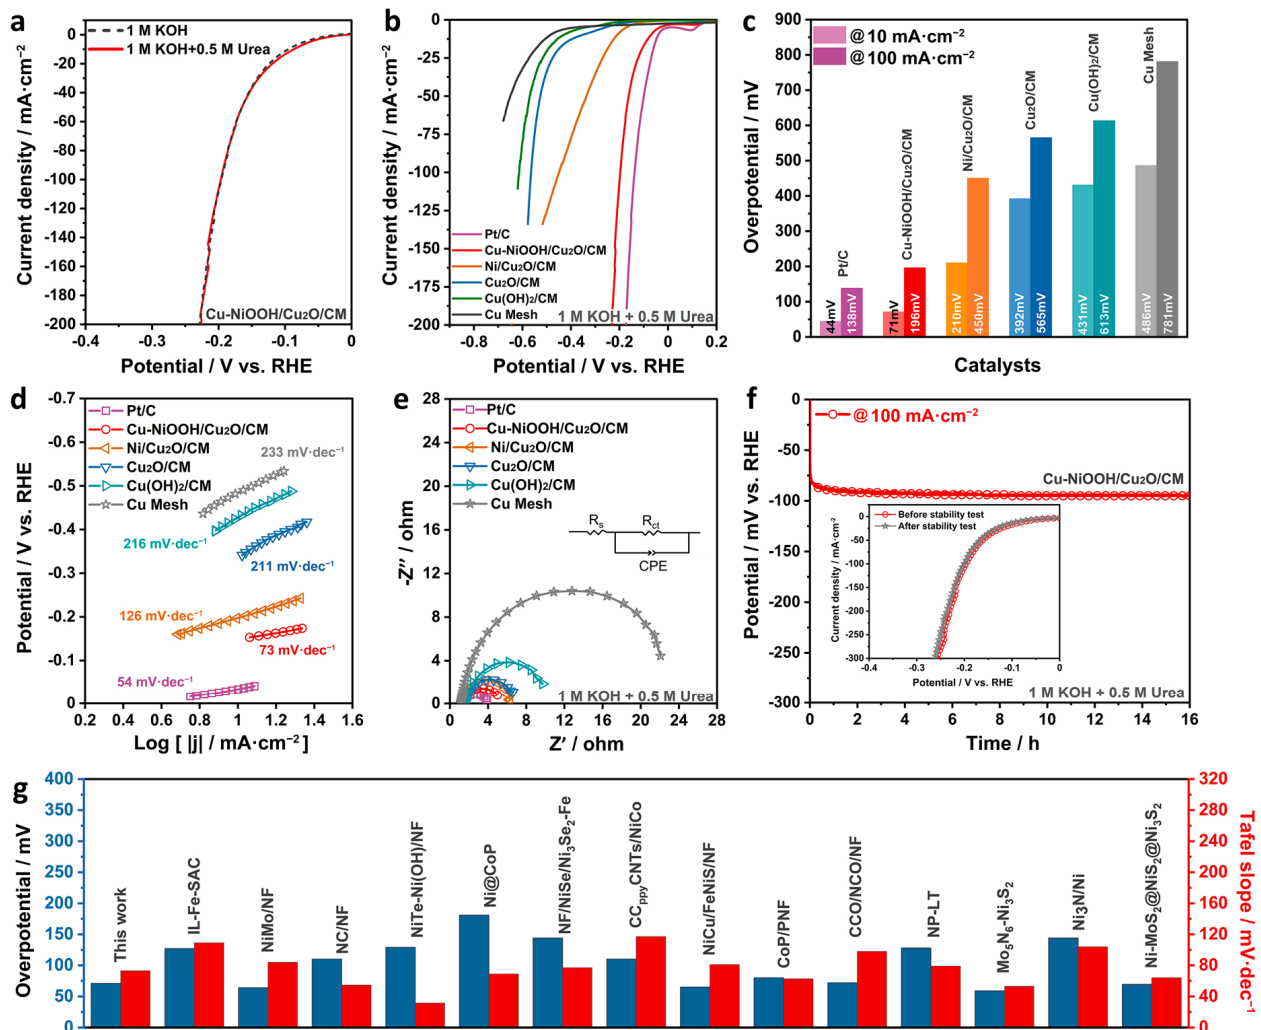 a
1 M KOH
1 M KOH+0.5 M Urea
Cu-NiOOH/Cu₂O/CM
0
-20
-40
-60
-80
-100
-120
-140
-160
-180
-200
-0.4
-0.3
-0.2
-0.1
0
Current density / mA·cm⁻²
Potential / V vs. RHE
b
Pt/C
Cu-NiOOH/Cu₂O/CM
Ni/Cu₂O/CM
Cu₂O/CM
Cu(OH)₂/CM
Cu Mesh
1 M KOH + 0.5 M Urea
0
-25
-50
-75
-100
-125
-150
-175
-200
-0.8
-0.6
-0.4
-0.2
0.0
0.2
Current density / mA·cm⁻²
Potential / V vs. RHE
c
@10 mA·cm⁻²
@100 mA·cm⁻²
900
800
700
600
500
400
300
200
100
0
Overpotential / mV
Pt/C
Cu-NiOOH/Cu₂O/CM
Ni/Cu₂O/CM
Cu₂O/CM
Cu(OH)₂/CM
Cu Mesh
44mV
138mV
71mV
196mV
210mV
450mV
392mV
565mV
431mV
613mV
486mV
781mV
Catalysts
d
Pt/C
Cu-NiOOH/Cu₂O/CM
Ni/Cu₂O/CM
Cu₂O/CM
Cu(OH)₂/CM
Cu Mesh
233 mV·dec⁻¹
216 mV·dec⁻¹
211 mV·dec⁻¹
126 mV·dec⁻¹
73 mV·dec⁻¹
54 mV·dec⁻¹
-0.7
-0.6
-0.5
-0.4
-0.3
-0.2
-0.1
0
0.2
0.4
0.6
0.8
1
1.2
1.4
1.6
Potential / V vs. RHE
Log [ |j| / mA·cm⁻² ]
e
Pt/C
Cu-NiOOH/Cu₂O/CM
Ni/Cu₂O/CM
Cu₂O/CM
Cu(OH)₂/CM
Cu Mesh
Rs
Rct
CPE
1 M KOH + 0.5 M Urea
28
24
20
16
12
8
4
0
0
4
8
12
16
20
24
28
-Z″ / ohm
Z′ / ohm
f
@100 mA·cm⁻²
Cu-NiOOH/Cu₂O/CM
Before stability test
After stability test
0
-50
-100
-150
-200
-250
-300
-0.4
-0.3
-0.2
-0.1
0
Current density / mA·cm⁻²
Potential / V vs. RHE
1 M KOH + 0.5 M Urea
0
-50
-100
-150
-200
-250
-300
0
2
4
6
8
10
12
14
16
Potential / mV vs. RHE
Time / h
g
400
350
300
250
200
150
100
50
0
Overpotential / mV
This work
IL-Fe-SAC
NiMo/NF
NC/NF
NiTe-Ni(OH)/NF
Ni@CoP
NF/NiSe/Ni₃Se₂-Fe
CCppyCNTs/NiCo
NiCu/FeNiS/NF
CoP/PNF
CCO/NCO/NF
NP-LT
Mo₅N₆-Ni₃S₂
Ni₃N/Ni
Ni-MoS₂@NiS₂@Ni₃S₂
320
280
240
200
160
120
80
40
0
Tafel slope / mV·dec⁻¹